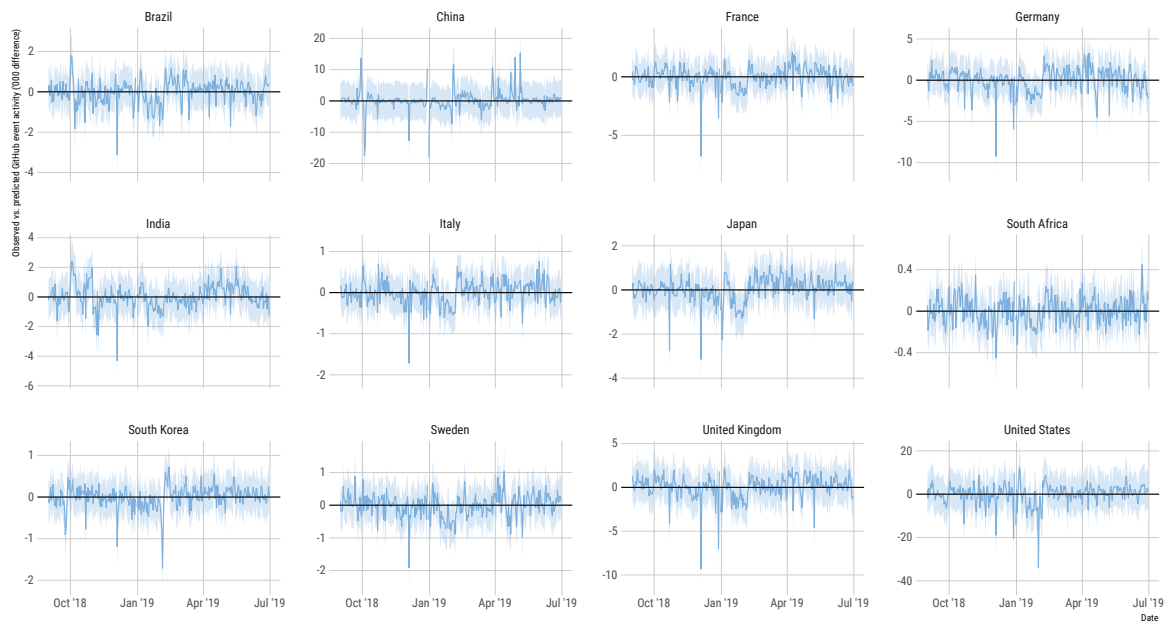 Observed vs. predicted GitHub event activity ('000 difference)
Brazil
2
0
-2
-4
China
20
10
0
-10
-20
France
0
-5
Germany
5
0
-5
-10
India
4
2
0
-2
-4
-6
Italy
1
0
-1
-2
Japan
2
0
-2
-4
South Africa
0.4
0
-0.4
South Korea
1
0
-1
-2
Oct '18 Jan '19 Apr '19 Jul '19
Sweden
1
0
-1
-2
Oct '18 Jan '19 Apr '19 Jul '19
United Kingdom
5
0
-5
-10
Oct '18 Jan '19 Apr '19 Jul '19
United States
20
0
-20
-40
Oct '18 Jan '19 Apr '19 Jul '19
Date